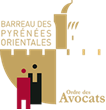 BARREAU DES
PYRÉNÉES
ORIENTALES
Ordre des
Avocats